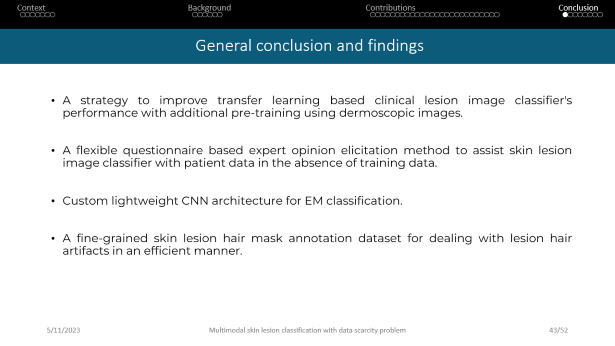 Context Background Contributions Conclusion
General conclusion and findings
• A strategy to improve transfer learning based clinical lesion image classifier's
performance with additional pre-training using dermoscopic images.
• A flexible questionnaire based expert opinion elicitation method to assist skin lesion
image classifier with patient data in the absence of training data.
• Custom lightweight CNN architecture for EM classification.
• A fine-grained skin lesion hair mask annotation dataset for dealing with lesion hair
artifacts in an efficient manner.
5/11/2023 Multimodal skin lesion classification with data scarcity problem 43/52